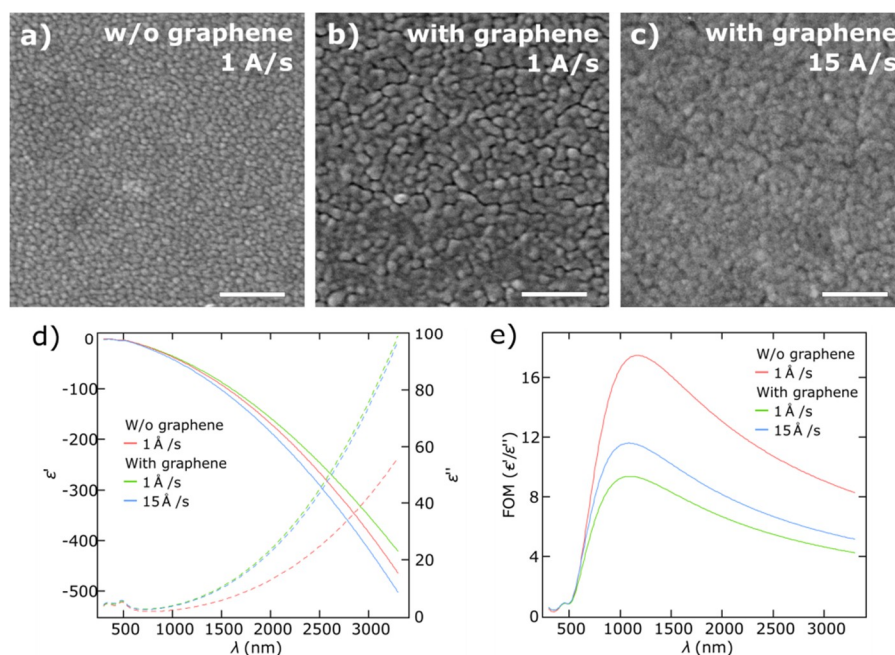 a) w/o graphene
1 A/s
b) with graphene
1 A/s
c) with graphene
15 A/s
d)
0
-100
-200
-300
-400
-500
ε'
100
80
60
40
20
0
ε''
W/o graphene
1 Å /s
With graphene
1 Å/s
15 Å/s
500 1000 1500 2000 2500 3000
λ (nm)
e)
16
12
8
4
0
FOM (ε'/ε'')
W/o graphene
1 Å /s
With graphene
1 Å/s
15 Å/s
500 1000 1500 2000 2500 3000
λ (nm)